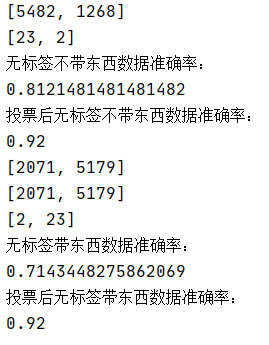 [5482, 1268]
[23, 2]
无标签不带东西数据准确率：
0.8121481481481482
投票后无标签不带东西数据准确率：
0.92
[2071, 5179]
[2071, 5179]
[2, 23]
无标签带东西数据准确率：
0.7143448275862069
投票后无标签带东西数据准确率：
0.92